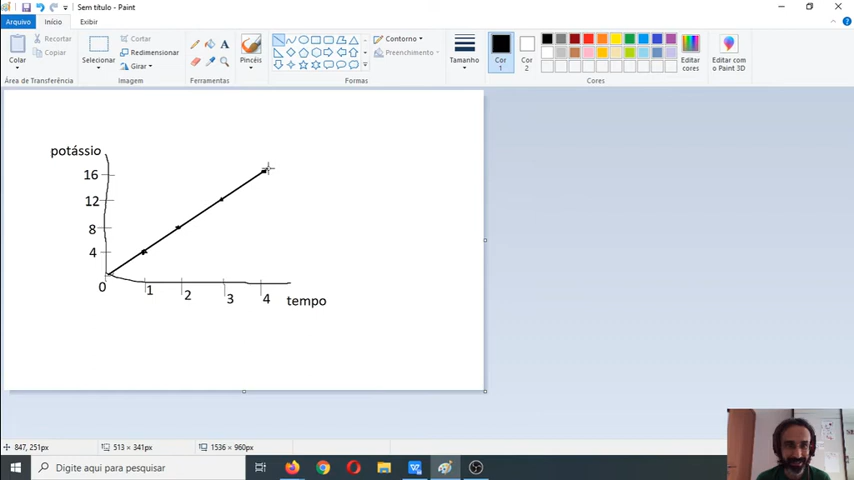 Sem título - Paint
Arquivo Início Exibir
Colar
Recortar
Copiar
Área de Transferência
Selecionar
Cortar
Redimensionar
Girar
Imagem
A
Ferramentas
Pincéis
Contorno
Preenchimento
Formas
Tamanho
Cor
1
Cor
2
Cores
Editar
cores
Editar com
o Paint 3D
potássio
16
12
8
4
0
1
2
3
4
tempo
847, 251px
513 × 341px
1536 × 960px
100%
Digite aqui para pesquisar